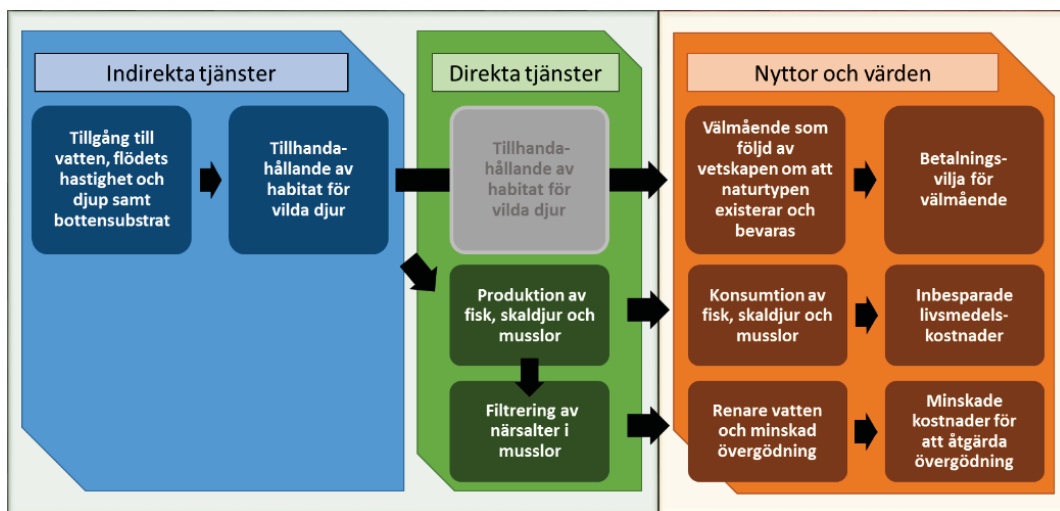 Indirekta tjänster
Direkta tjänster
Nyttor och värden
Tillgång till
vatten, flödets
hastighet och
djup samt
bottensubstrat
Tillhanda-
hållande av
habitat för
vilda djur
Tillhanda-
hållande av
habitat för
vilda djur
Välmående som
följd av
vetskapen om att
naturtypen
existerar och
bevaras
Betalnings-
vilja för
välmående
Produktion av
fisk, skaldjur och
musslor
Konsumtion av
fisk, skaldjur och
musslor
Inbesparade
livsmedels-
kostnader
Filtrering av
närsalter i
musslor
Renare vatten
och minskad
övergödning
Minskade
kostnader för
att åtgärda
övergödning